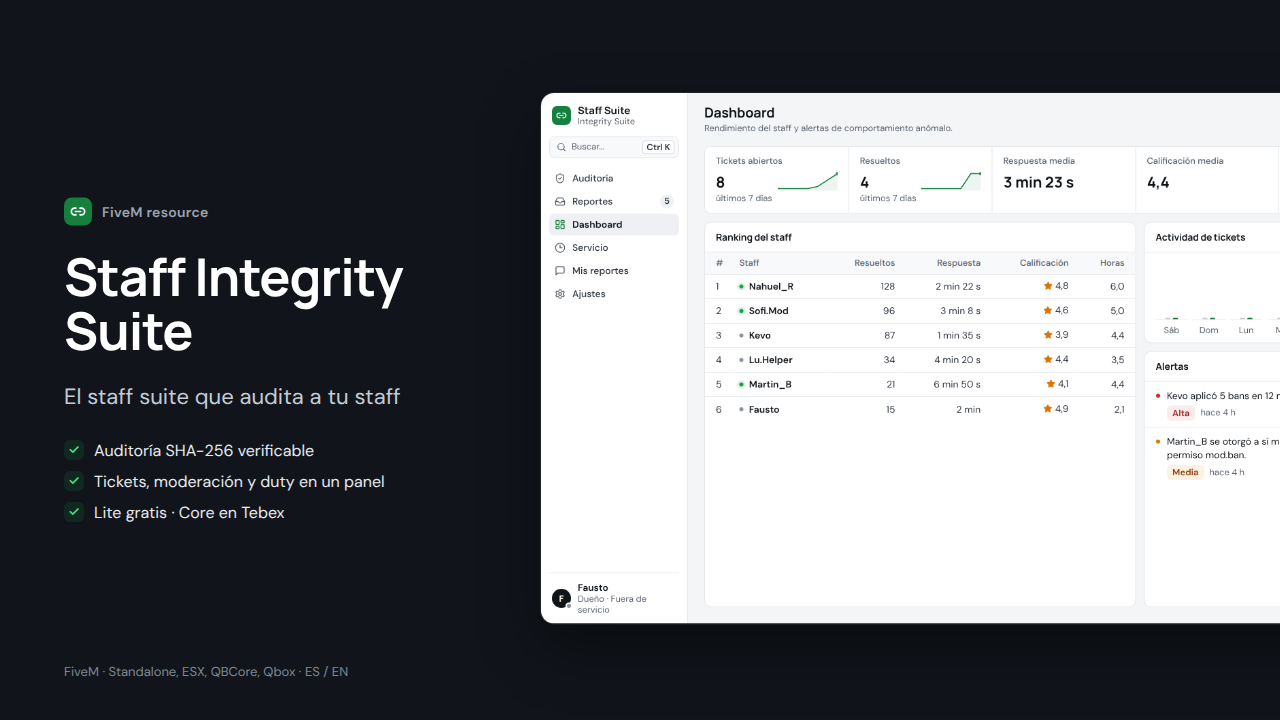 FiveM resource
Staff Integrity
Suite
El staff suite que audita a tu staff
Auditoría SHA-256 verificable
Tickets, moderación y duty en un panel
Lite gratis · Core en Tebex
FiveM · Standalone, ESX, QBCore, Qbox · ES / EN
Staff Suite
Integrity Suite
Buscar... Ctrl K
Auditoría
Reportes 5
Dashboard
Servicio
Mis reportes
Ajustes
F
Fausto
Dueño · Fuera de
servicio
Dashboard
Rendimiento del staff y alertas de comportamiento anómalo.
Tickets abiertos
8
últimos 7 días
Resueltos
4
últimos 7 días
Respuesta media
3 min 23 s
Calificación media
4,4
Ranking del staff
# Staff Resueltos Respuesta Calificación Horas
1 Nahuel_R 128 2 min 22 s 4,8 6,0
2 Sofi.Mod 96 3 min 8 s 4,6 5,0
3 Kevo 87 1 min 35 s 3,9 4,4
4 Lu.Helper 34 4 min 20 s 4,4 3,5
5 Martin_B 21 6 min 50 s 4,1 4,4
6 Fausto 15 2 min 4,9 2,1
Actividad de tickets
Sáb Dom Lun
Alertas
Kevo aplicó 5 bans en 12
Alta hace 4 h
Martin_B se otorgó a sí
permiso mod.ban.
Media hace 4 h